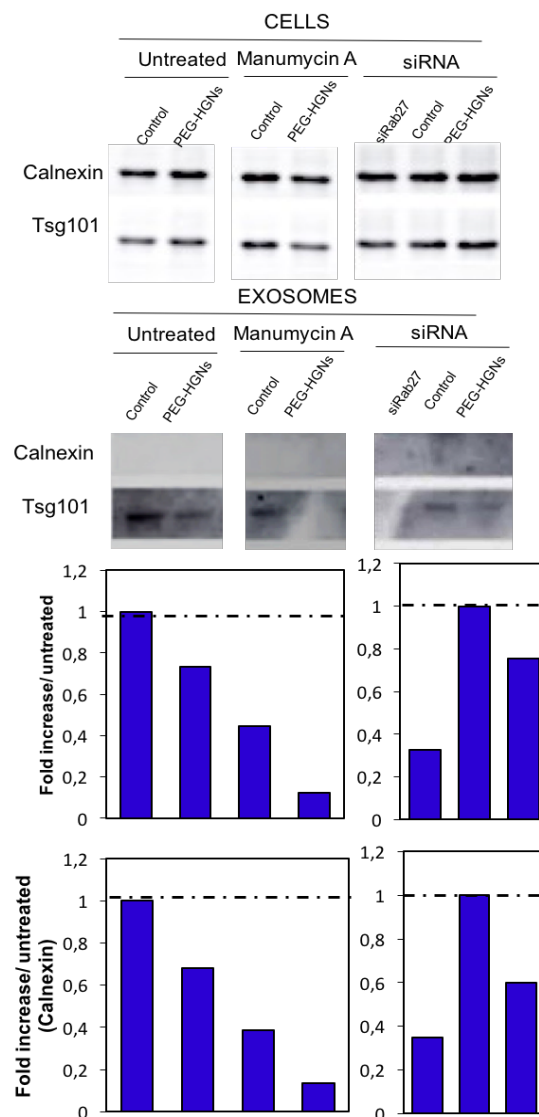 CELLS
Untreated Manumycin A siRNA
Control PEG-HGNs Control PEG-HGNs siRab27 Control PEG-HGNs
Calnexin
Tsg101
EXOSOMES
Untreated Manumycin A siRNA
Control PEG-HGNs Control PEG-HGNs siRab27 Control PEG-HGNs
Calnexin
Tsg101
Fold increase/ untreated
1,2 1,2
1 1
0,8 0,8
0,6 0,6
0,4 0,4
0,2 0,2
0 0
Fold increase/ untreated
(Calnexin)
1,2 1,2
1 1
0,8 0,8
0,6 0,6
0,4 0,4
0,2 0,2
0 0